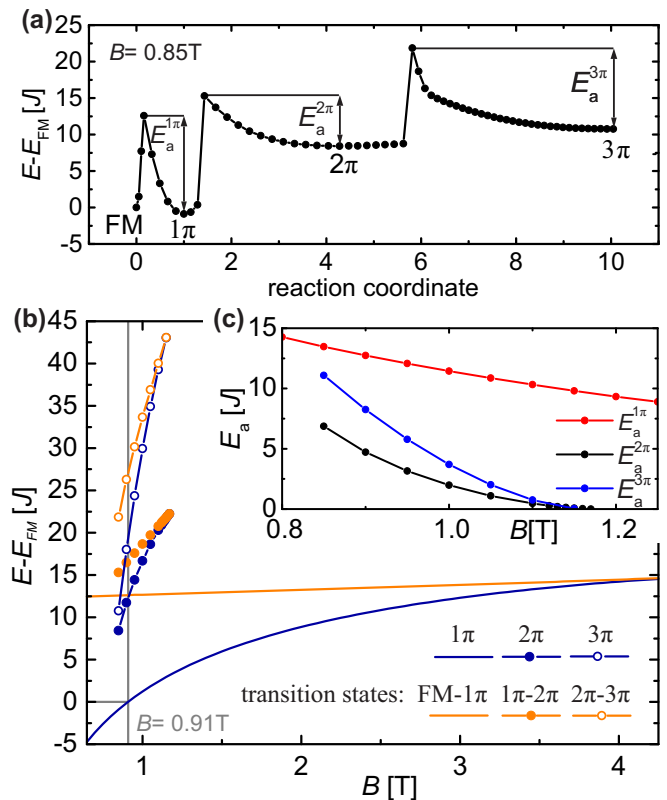 (a)
B= 0.85T
E-E_FM [J]
25
20
15
10
5
0
-5
E_a^1π
E_a^2π
E_a^3π
FM
1π
2π
3π
0 2 4 6 8 10
reaction coordinate
(b)
E-E_FM [J]
45
40
35
30
25
20
15
10
5
0
-5
B= 0.91T
1 2 3 4
B [T]
1π 2π 3π
transition states: FM-1π 1π-2π 2π-3π
(c)
E_a [J]
15
10
5
0
E_a^1π
E_a^2π
E_a^3π
0.8 1.0 B[T] 1.2